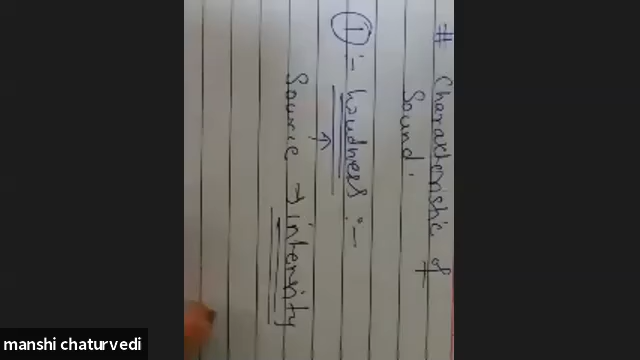 # Characteristic of
Sound.
① :- Loudness :-
↑
Source → intensity
manshi chaturvedi